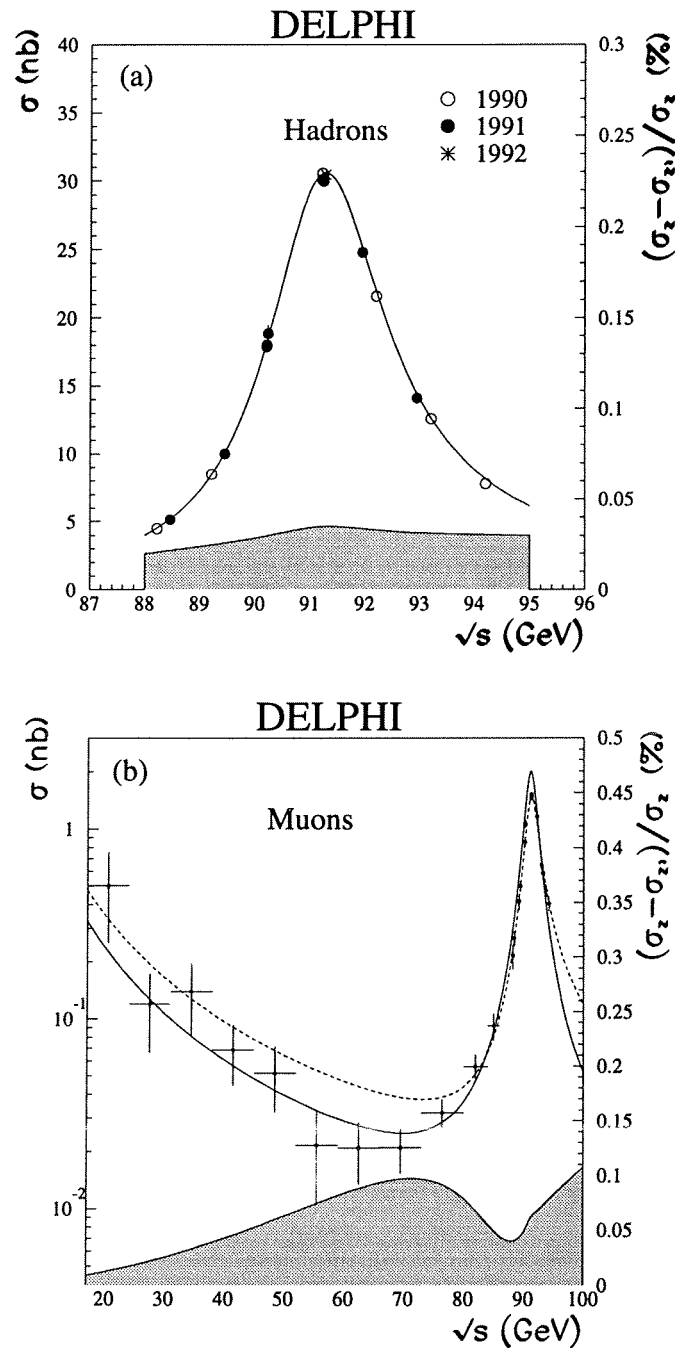 DELPHI
(a)
Hadrons
○ 1990
● 1991
✳ 1992
σ (nb)
40
35
30
25
20
15
10
5
0
(σz−σz')/σz (%)
0.3
0.25
0.2
0.15
0.1
0.05
0
87 88 89 90 91 92 93 94 95 96
√s (GeV)
DELPHI
(b)
Muons
σ (nb)
1
10⁻¹
10⁻²
(σz−σz')/σz (%)
0.5
0.45
0.4
0.35
0.3
0.25
0.2
0.15
0.1
0.05
0
20 30 40 50 60 70 80 90 100
√s (GeV)